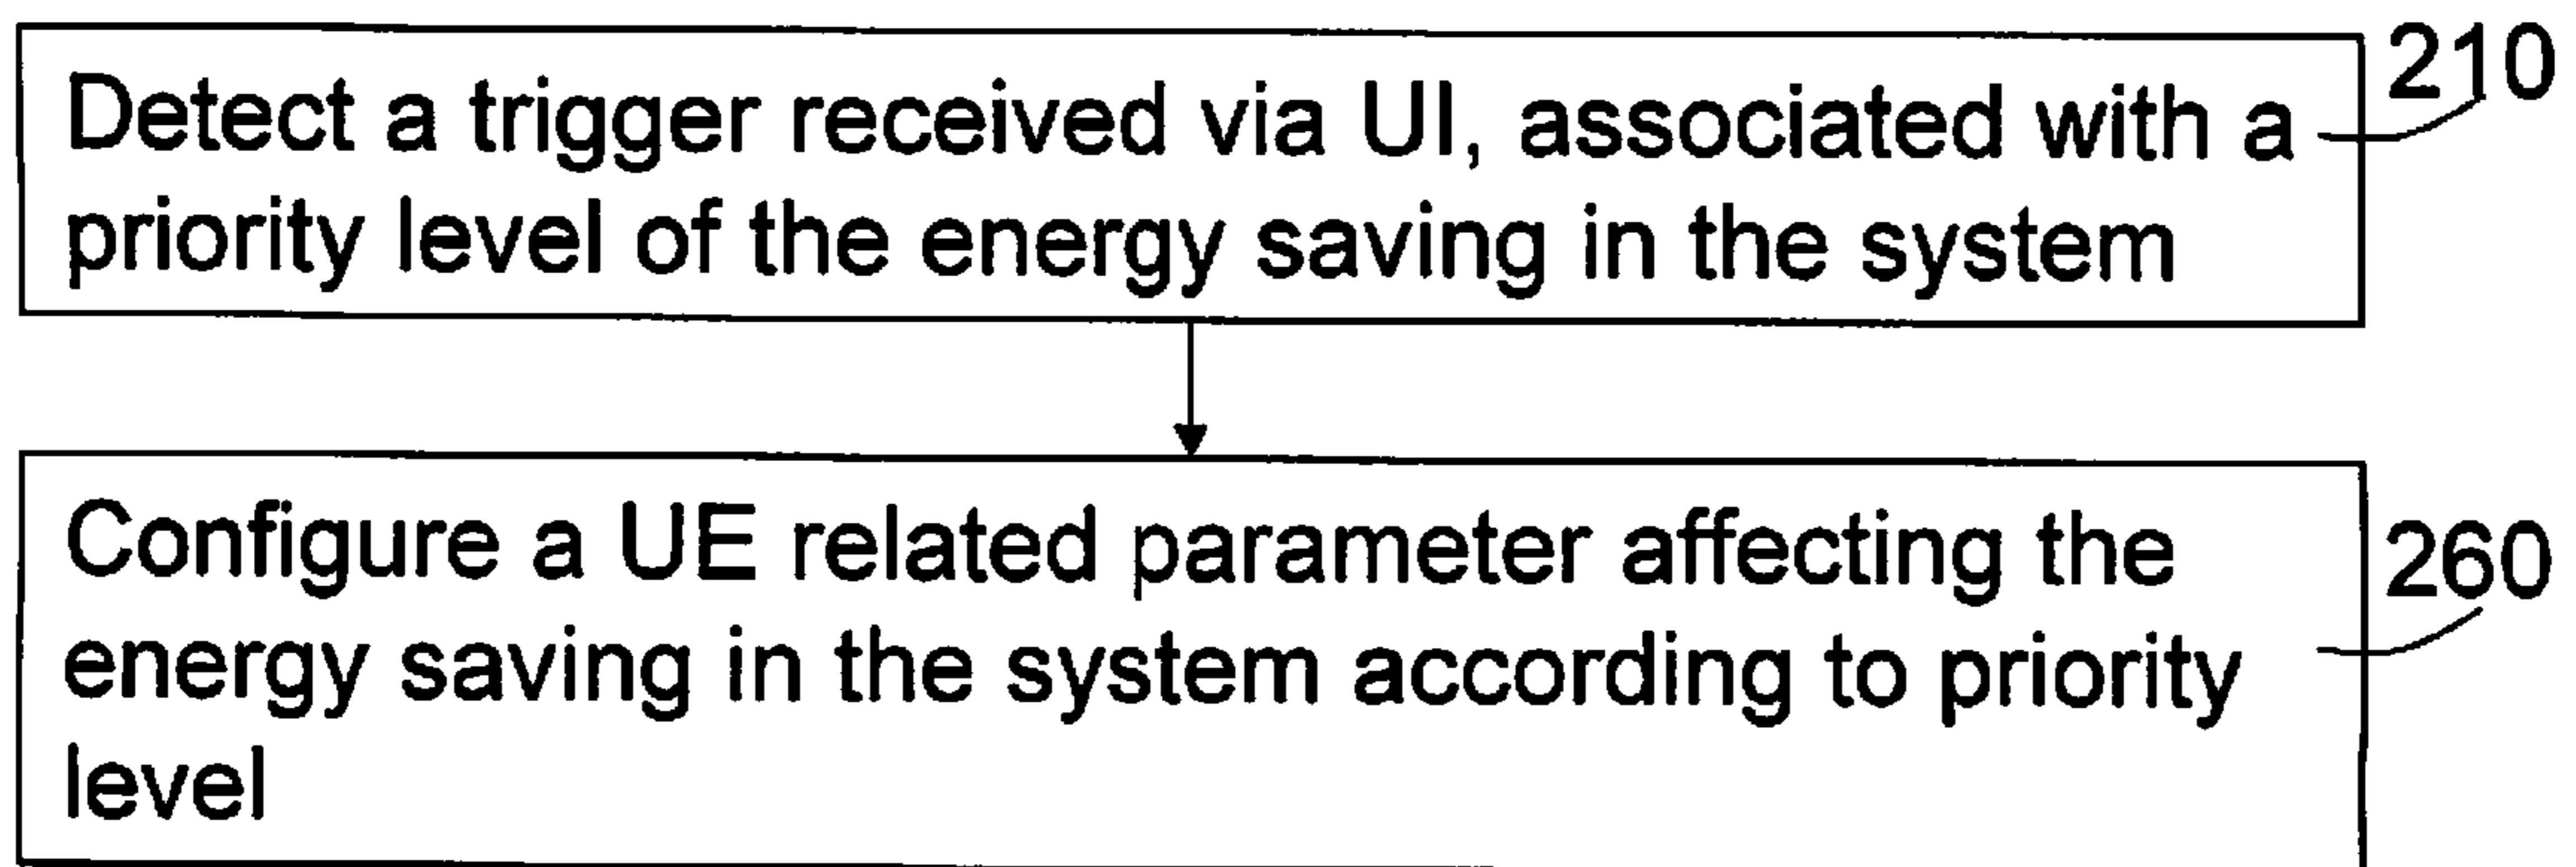 Detect a trigger received via UI, associated with a
210
priority level of the energy saving in the system
Configure a UE related parameter affecting the
260
energy saving in the system according to priority
level